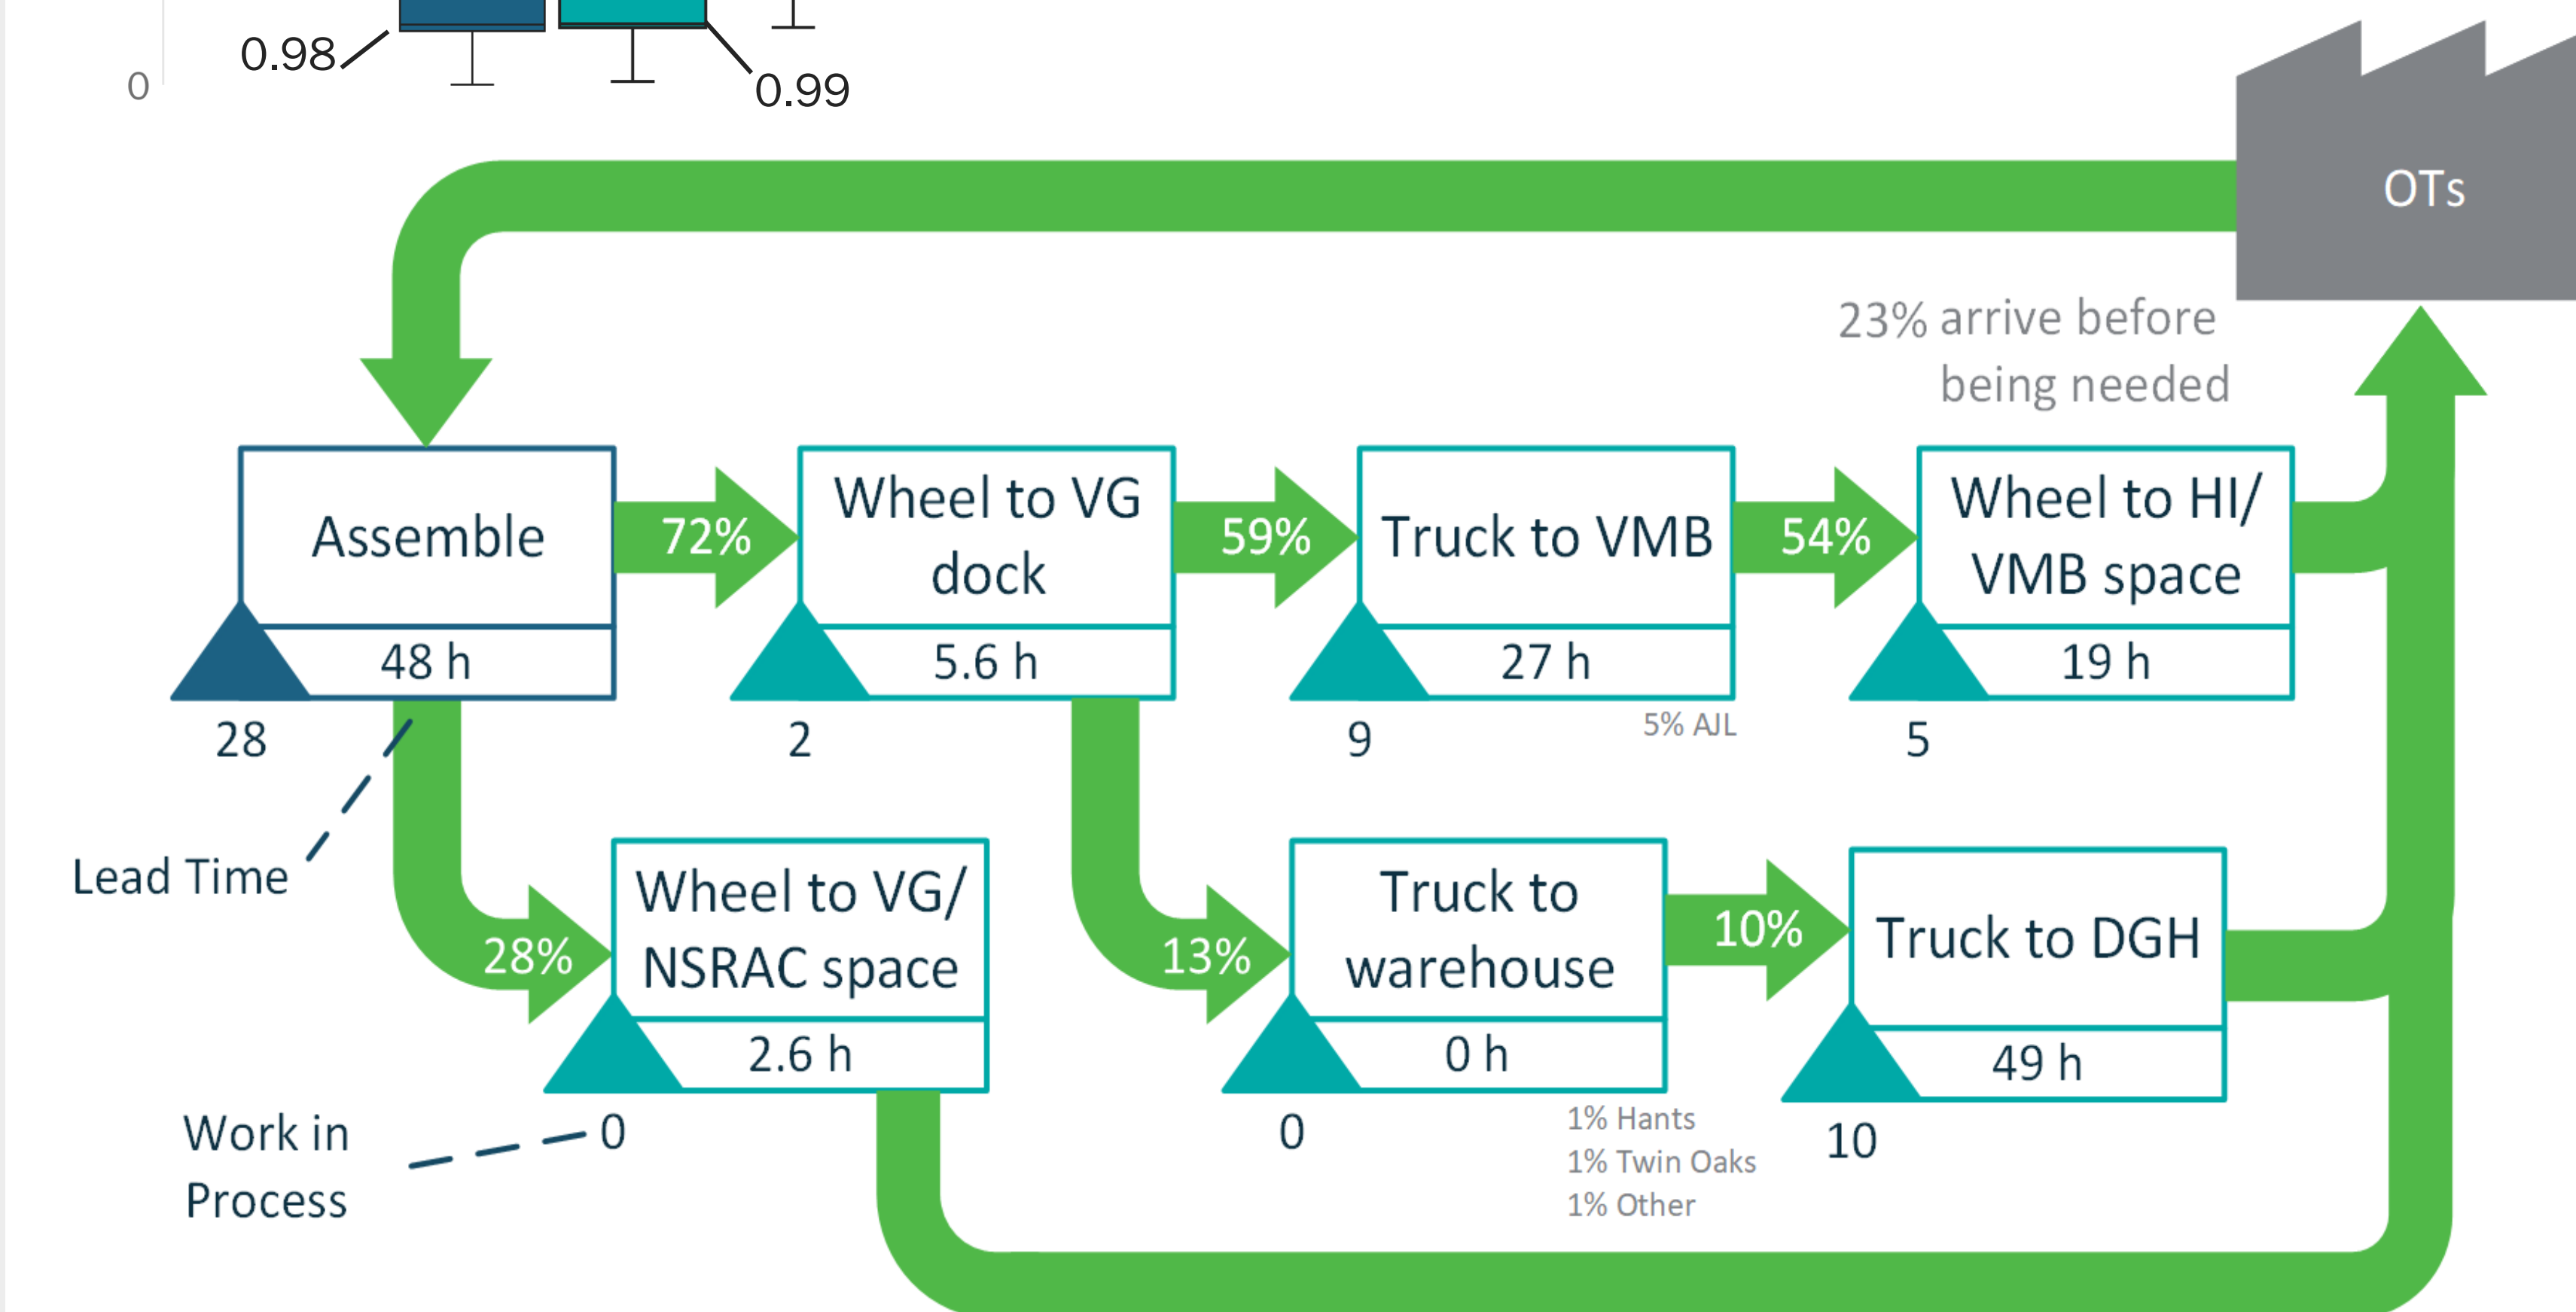 0.98
0
0.99
OTs
23% arrive before
being needed
Assemble
48 h
28
72%
Wheel to VG
dock
5.6 h
2
59%
Truck to VMB
27 h
9
5% AJL
54%
Wheel to HI/
VMB space
19 h
5
Lead Time
28%
Wheel to VG/
NSRAC space
2.6 h
0
Work in
Process
13%
Truck to
warehouse
0 h
0
1% Hants
1% Twin Oaks
1% Other
10%
Truck to DGH
49 h
10